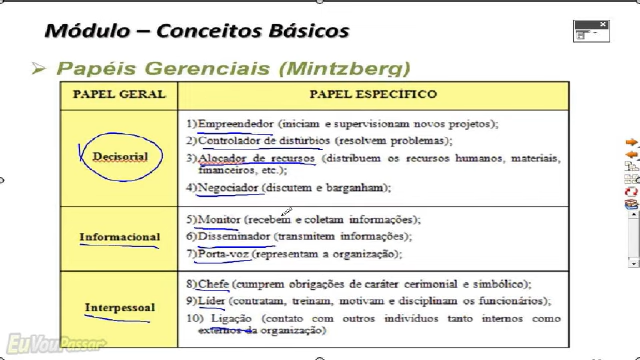 Módulo – Conceitos Básicos
Papéis Gerenciais (Mintzberg)
PAPEL GERAL
PAPEL ESPECÍFICO
Decisorial
1) Empreendedor (iniciam e supervisionam novos projetos);
2) Controlador de distúrbios (resolvem problemas);
3) Alocador de recursos (distribuem os recursos humanos, materiais,
financeiros, etc.);
4) Negociador (discutem e barganham);
Informacional
5) Monitor (recebem e coletam informações);
6) Disseminador (transmitem informações);
7) Porta-voz (representam a organização);
Interpessoal
8) Chefe (cumprem obrigações de caráter cerimonial e simbólico);
9) Líder (contratam, treinam, motivam e disciplinam os funcionários);
10) Ligação (contato com outros indivíduos tanto internos como
externos da organização)
EuVouPassar